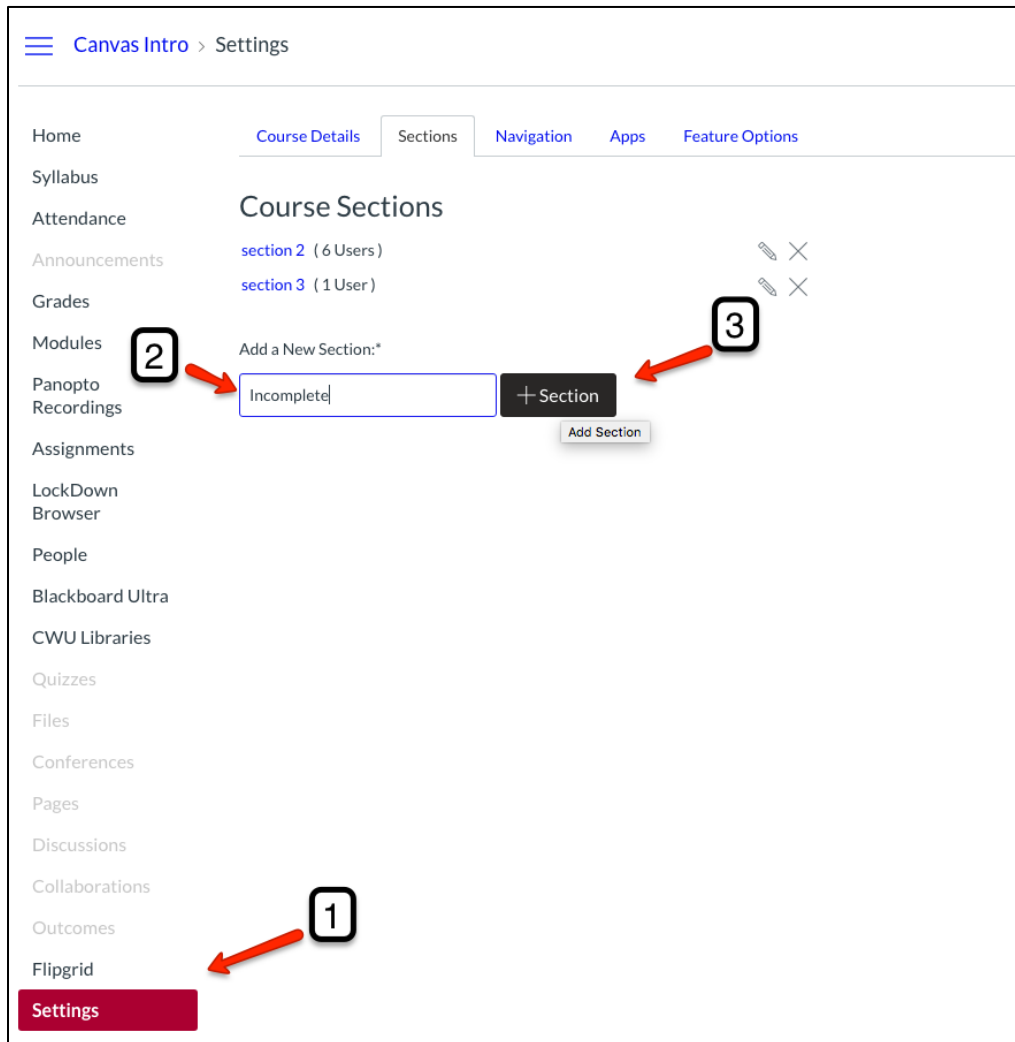 Canvas Intro > Settings
Home
Syllabus
Attendance
Announcements
Grades
Modules
Panopto
Recordings
Assignments
LockDown
Browser
People
Blackboard Ultra
CWU Libraries
Quizzes
Files
Conferences
Pages
Discussions
Collaborations
Outcomes
Flipgrid
Settings
1
Course Details Sections Navigation Apps Feature Options
Course Sections
section 2 ( 6 Users )
section 3 ( 1 User )
2
3
Add a New Section:*
Incomplete
+ Section
Add Section